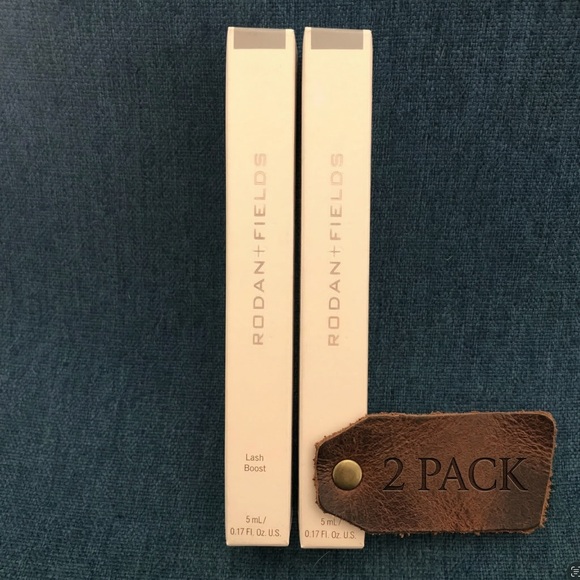 RODAN+FIELDS
Lash
Boost
5 mL/
0.17 Fl. Oz. U.S.
RODAN+FIELDS
5 mL/
0.17 Fl. Oz. U.S.
2 PACK